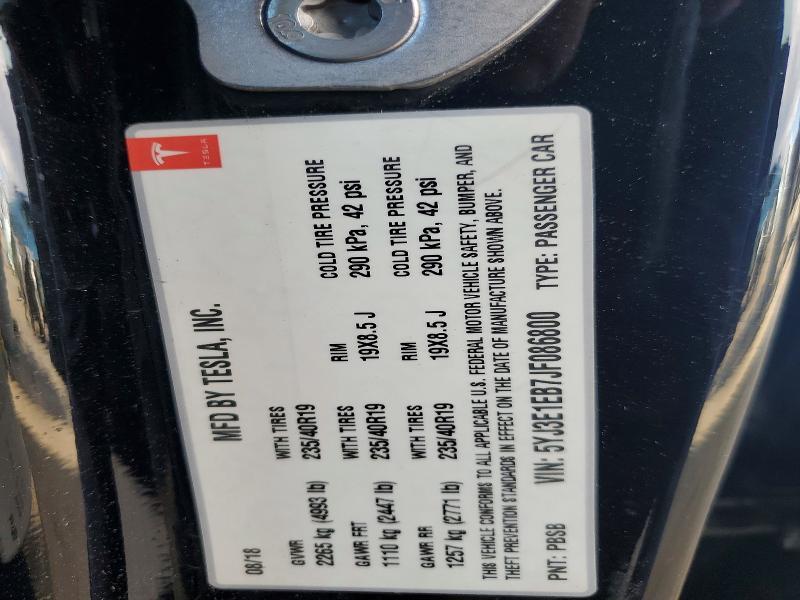 TESLA
MFD BY TESLA, INC.
08/18
GVWR WITH TIRES
2265 kg (4993 lb) 235/40R19
GAWR FRT WITH TIRES RIM COLD TIRE PRESSURE
1110 kg (2447 lb) 235/40R19 19X8.5 J 290 kPa, 42 psi
GAWR RR WITH TIRES RIM COLD TIRE PRESSURE
1257 kg (2771 lb) 235/40R19 19X8.5 J 290 kPa, 42 psi
THIS VEHICLE CONFORMS TO ALL APPLICABLE U.S. FEDERAL MOTOR VEHICLE SAFETY, BUMPER, AND
THEFT PREVENTION STANDARDS IN EFFECT ON THE DATE OF MANUFACTURE SHOWN ABOVE.
PNT: PBSB VIN: 5YJ3E1EB7JF086800 TYPE: PASSENGER CAR